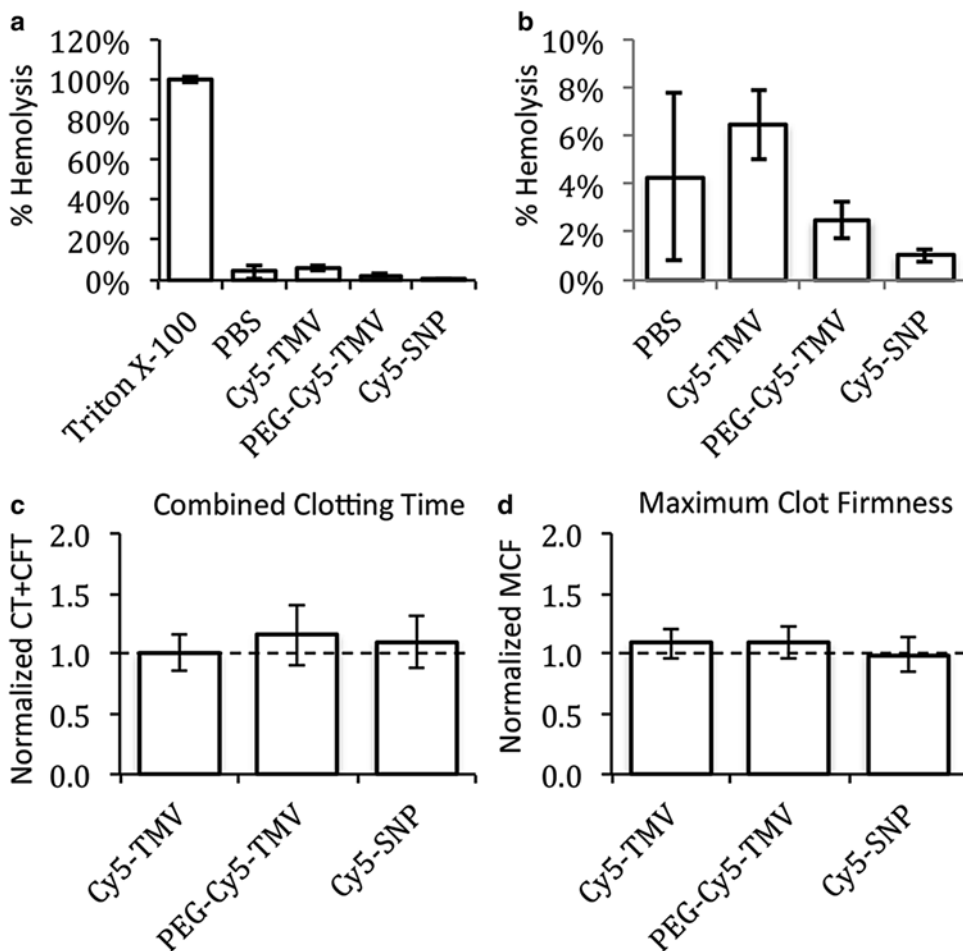 a
120%
100%
80%
60%
40%
20%
0%
% Hemolysis
Triton X-100
PBS
Cy5-TMV
PEG-Cy5-TMV
Cy5-SNP
b
10%
8%
6%
4%
2%
0%
% Hemolysis
PBS
Cy5-TMV
PEG-Cy5-TMV
Cy5-SNP
c
Combined Clotting Time
2.0
1.5
1.0
0.5
0.0
Normalized CT+CFT
Cy5-TMV
PEG-Cy5-TMV
Cy5-SNP
d
Maximum Clot Firmness
2.0
1.5
1.0
0.5
0.0
Normalized MCF
Cy5-TMV
PEG-Cy5-TMV
Cy5-SNP